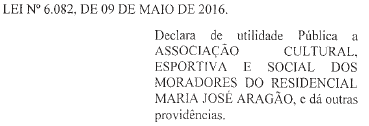 LEI Nº 6.082, DE 09 DE MAIO DE 2016.
Declara de utilidade Pública a
ASSOCIAÇÃO CULTURAL,
ESPORTIVA E SOCIAL DOS
MORADORES DO RESIDENCIAL
MARIA JOSÉ ARAGÃO, e dá outras
providências.